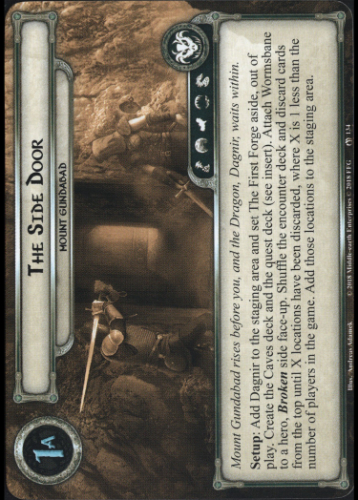 1A
THE SIDE DOOR
MOUNT GUNDABAD
Mount Gundabad rises before you, and the Dragon, Dagnir, waits within.
Setup: Add Dagnir to the staging area and set The First Forge aside, out of
play. Create the Caves deck and the quest deck (see insert). Attach Wormsbane
to a hero, Broken side face-up. Shuffle the encounter deck and discard cards
from the top until X locations have been discarded, where X is 1 less than the
number of players in the game. Add those locations to the staging area.
Illus. Andreas Adamek © 2018 Middle-earth Enterprises © 2018 FFG 134